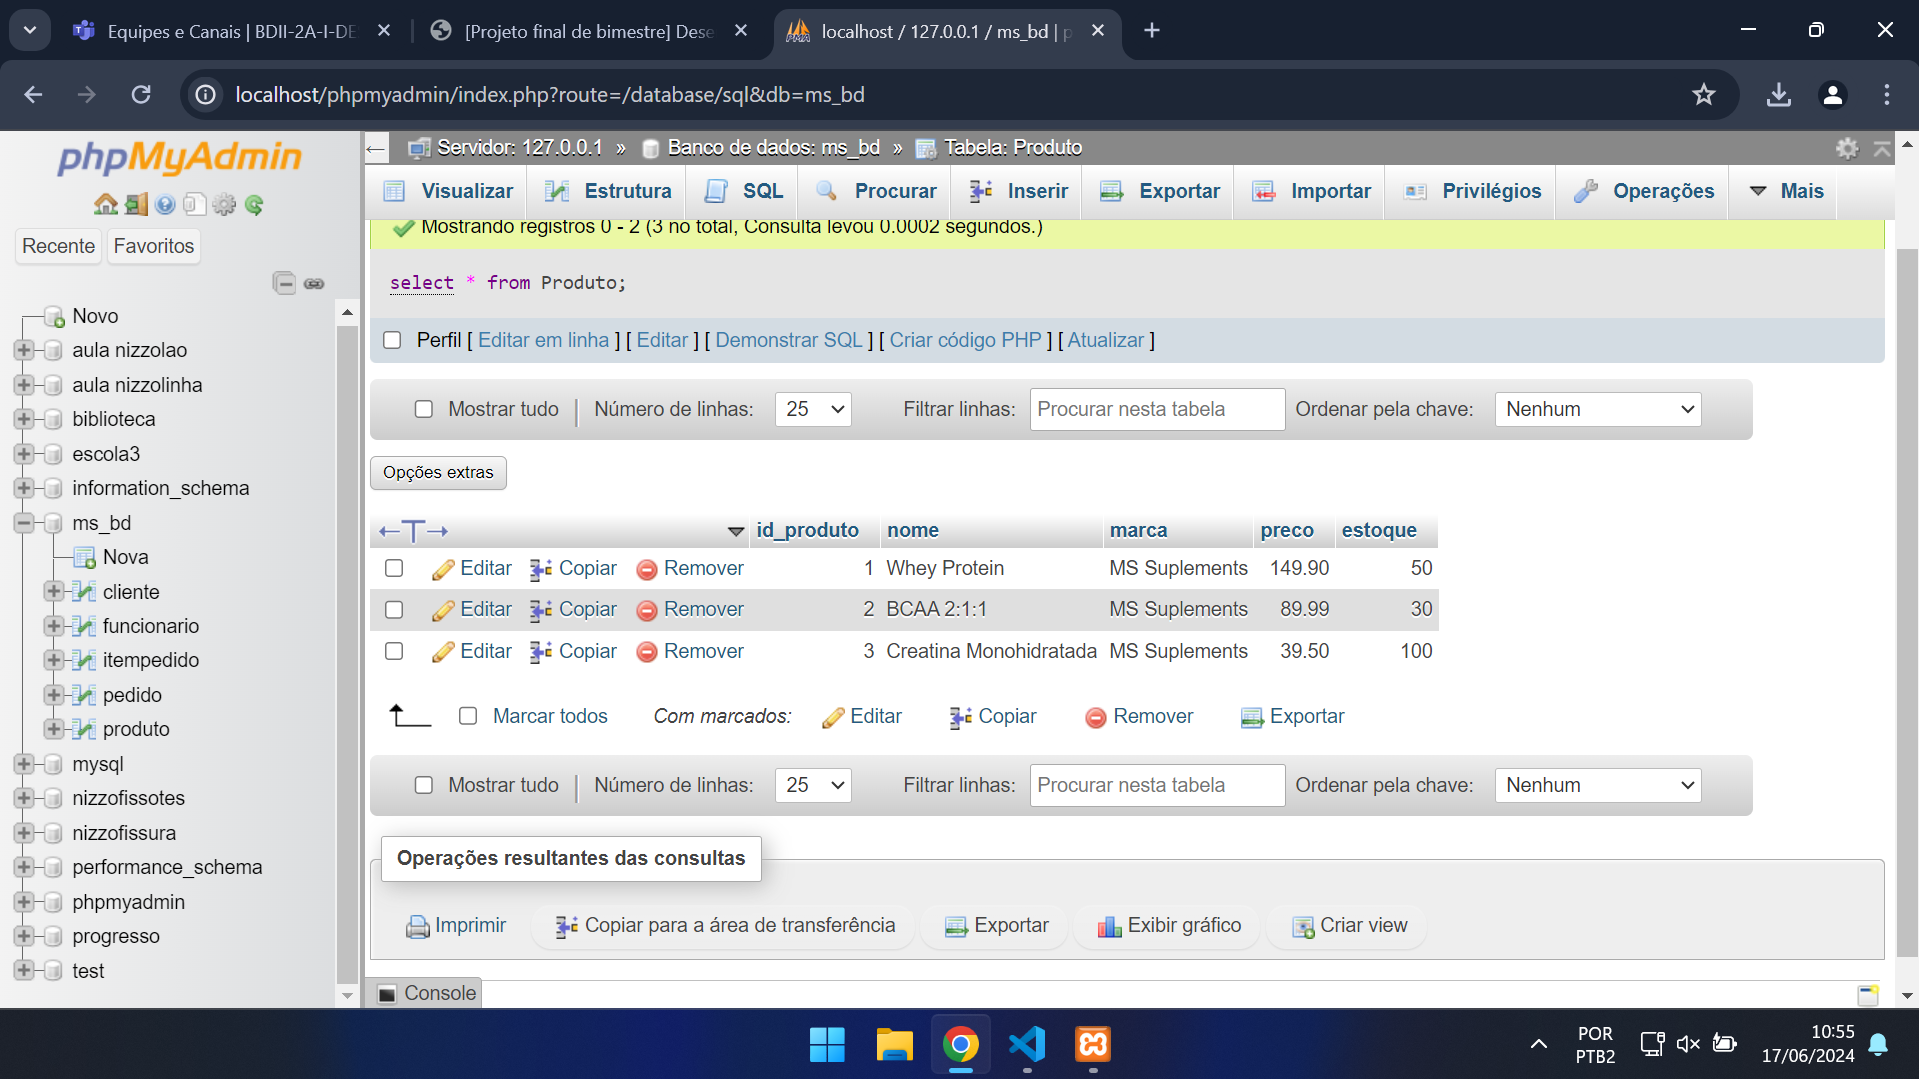 Equipes e Canais | BDII-2A-I-DE
[Projeto final de bimestre] Dese
localhost / 127.0.0.1 / ms_bd | p
localhost/phpmyadmin/index.php?route=/database/sql&db=ms_bd
phpMyAdmin
Recente Favoritos
Novo
aula nizzolao
aula nizzolinha
biblioteca
escola3
information_schema
ms_bd
Nova
cliente
funcionario
itempedido
pedido
produto
mysql
nizzofissotes
nizzofissura
performance_schema
phpmyadmin
progresso
test
Servidor: 127.0.0.1 » Banco de dados: ms_bd » Tabela: Produto
Visualizar Estrutura SQL Procurar Inserir Exportar Importar Privilégios Operações Mais
Mostrando registros 0 - 2 (3 no total, Consulta levou 0.0002 segundos.)
select * from Produto;
Perfil [ Editar em linha ] [ Editar ] [ Demonstrar SQL ] [ Criar código PHP ] [ Atualizar ]
Mostrar tudo | Número de linhas: 25 Filtrar linhas: Procurar nesta tabela Ordenar pela chave: Nenhum
Opções extras
←T→ id_produto nome marca preco estoque
Editar Copiar Remover 1 Whey Protein MS Suplements 149.90 50
Editar Copiar Remover 2 BCAA 2:1:1 MS Suplements 89.99 30
Editar Copiar Remover 3 Creatina Monohidratada MS Suplements 39.50 100
Marcar todos Com marcados: Editar Copiar Remover Exportar
Mostrar tudo | Número de linhas: 25 Filtrar linhas: Procurar nesta tabela Ordenar pela chave: Nenhum
Operações resultantes das consultas
Imprimir Copiar para a área de transferência Exportar Exibir gráfico Criar view
Console
POR
PTB2
10:55
17/06/2024